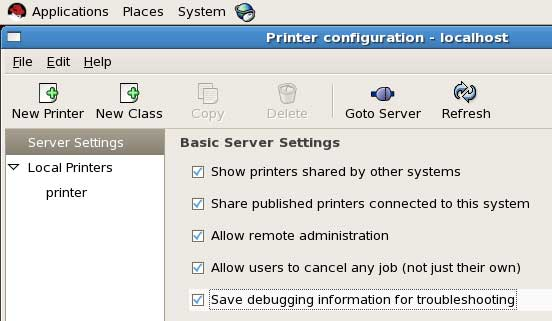 Applications Places System
Printer configuration - localhost
File Edit Help
New Printer New Class Copy Delete Goto Server Refresh
Server Settings
Local Printers
printer
Basic Server Settings
Show printers shared by other systems
Share published printers connected to this system
Allow remote administration
Allow users to cancel any job (not just their own)
Save debugging information for troubleshooting